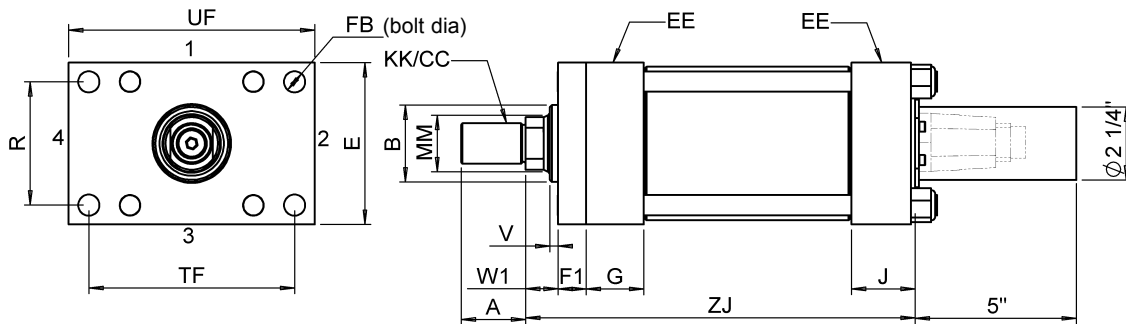 UF
FB (bolt dia)
1
KK/CC
R
4
2
E
3
TF
EE
EE
B
MM
V
W1
F1
G
J
A
ZJ
5"
Ø2 1/4"